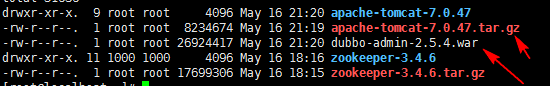 drwxr-xr-x.  9 root root     4096 May 16 21:20 apache-tomcat-7.0.47
-rw-r--r--.  1 root root  8234674 May 16 21:19 apache-tomcat-7.0.47.tar.gz
-rw-r--r--.  1 root root 26924417 May 16 21:20 dubbo-admin-2.5.4.war
drwxr-xr-x. 11 1000 1000     4096 May 16 18:16 zookeeper-3.4.6
-rw-r--r--.  1 root root 17699306 May 16 18:15 zookeeper-3.4.6.tar.gz